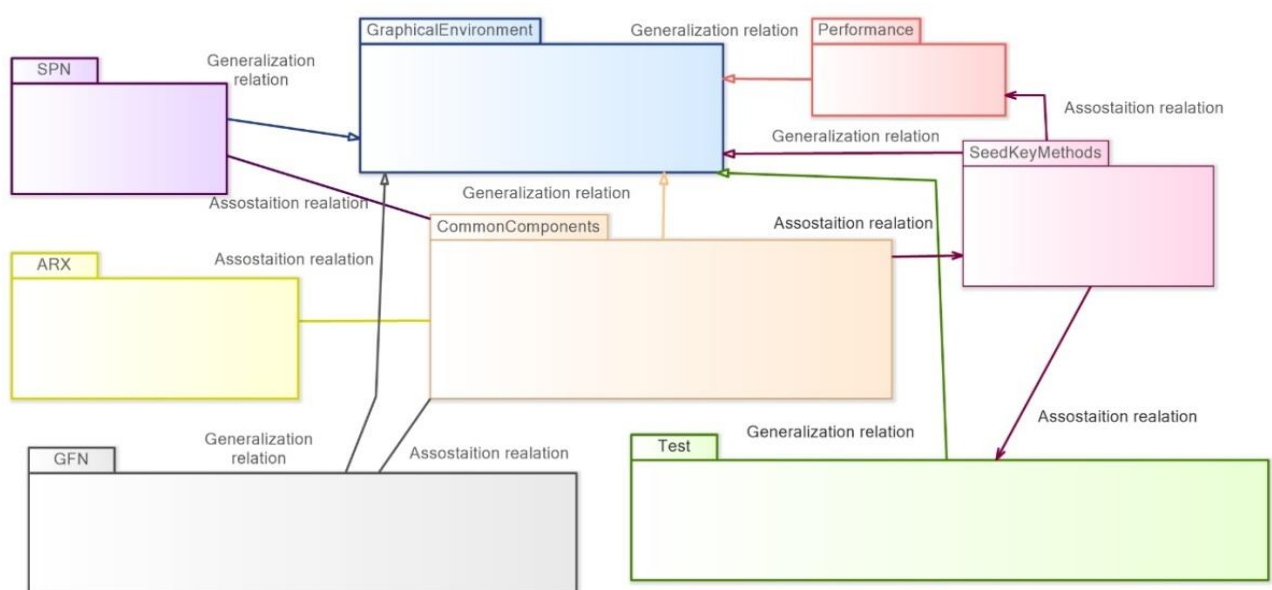 GraphicalEnvironment
Generalization relation
Performance
SPN
Generalization
relation
Assostaition realation
Generalization relation
SeedKeyMethods
Generalization relation
Assostaition realation
CommonComponents
Assostaition realation
ARX
Assostaition realation
Assostaition realation
Generalization relation
Test
Generalization
relation
Assostaition realation
GFN